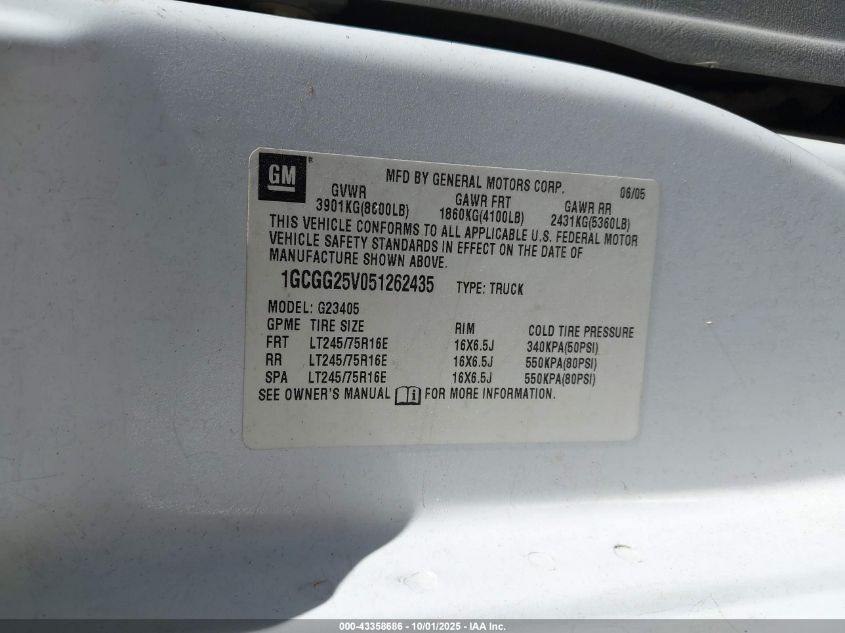 GM
MFD BY GENERAL MOTORS CORP. 06/05
GVWR GAWR FRT GAWR RR
3901KG(8600LB) 1860KG(4100LB) 2431KG(5360LB)
THIS VEHICLE CONFORMS TO ALL APPLICABLE U.S. FEDERAL MOTOR
VEHICLE SAFETY STANDARDS IN EFFECT ON THE DATE OF
MANUFACTURE SHOWN ABOVE.
1GCGG25V051262435 TYPE: TRUCK
MODEL: G23405
GPME TIRE SIZE RIM COLD TIRE PRESSURE
FRT LT245/75R16E 16X6.5J 340KPA(50PSI)
RR LT245/75R16E 16X6.5J 550KPA(80PSI)
SPA LT245/75R16E 16X6.5J 550KPA(80PSI)
SEE OWNER'S MANUAL FOR MORE INFORMATION.
000-43358686 - 10/01/2025 - IAA Inc.